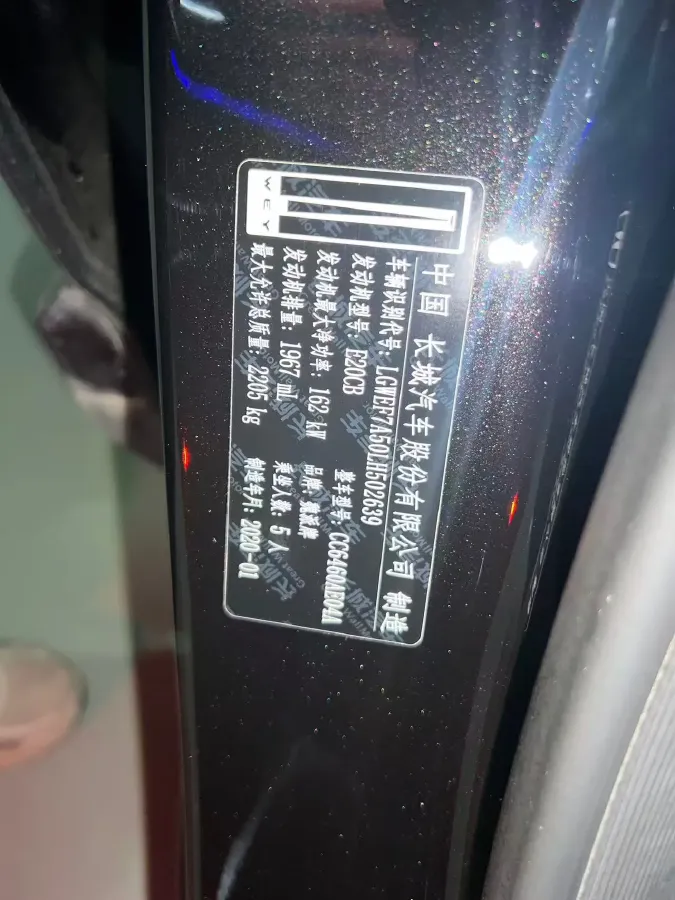 WEY
中国 长城汽车股份有限公司 制造
车辆识别代号: LGWEF7A50LH502639
发动机型号: E20CB 整车型号: CC6460AE04A
发动机最大净功率: 162 kW 品牌: 魏派牌
发动机排量: 1967 ml 乘坐人数: 5 人
最大允许总质量: 2205 kg 制造年月: 2020-01